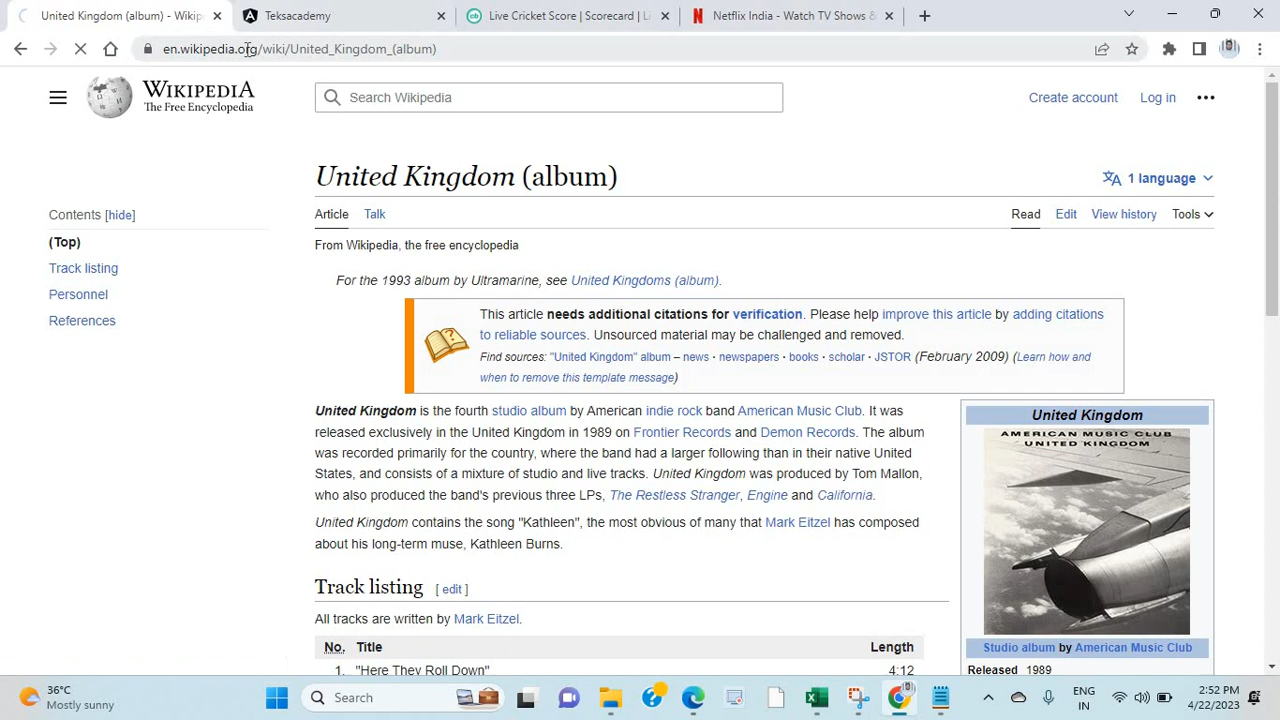 United Kingdom (album) - Wikip
Teksacademy
Live Cricket Score | Scorecard | L
Netflix India - Watch TV Shows &
en.wikipedia.org/wiki/United_Kingdom_(album)
WIKIPEDIA
The Free Encyclopedia
Search Wikipedia
Create account
Log in
United Kingdom (album)
1 language
Contents [hide]
Article
Talk
Read
Edit
View history
Tools
(Top)
Track listing
Personnel
References
From Wikipedia, the free encyclopedia
For the 1993 album by Ultramarine, see United Kingdoms (album).
This article needs additional citations for verification. Please help improve this article by adding citations
to reliable sources. Unsourced material may be challenged and removed.
Find sources: "United Kingdom" album – news · newspapers · books · scholar · JSTOR (February 2009) (Learn how and
when to remove this template message)
United Kingdom is the fourth studio album by American indie rock band American Music Club. It was
released exclusively in the United Kingdom in 1989 on Frontier Records and Demon Records. The album
was recorded primarily for the country, where the band had a larger following than in their native United
States, and consists of a mixture of studio and live tracks. United Kingdom was produced by Tom Mallon,
who also produced the band's previous three LPs, The Restless Stranger, Engine and California.
United Kingdom contains the song "Kathleen", the most obvious of many that Mark Eitzel has composed
about his long-term muse, Kathleen Burns.
Track listing [ edit ]
All tracks are written by Mark Eitzel.
No. Title Length
1. "Here They Roll Down" 4:12
United Kingdom
AMERICAN MUSIC CLUB
UNITED KINGDOM
Studio album by American Music Club
Released 1989
36°C
Mostly sunny
Search
ENG
IN
2:52 PM
4/22/2023